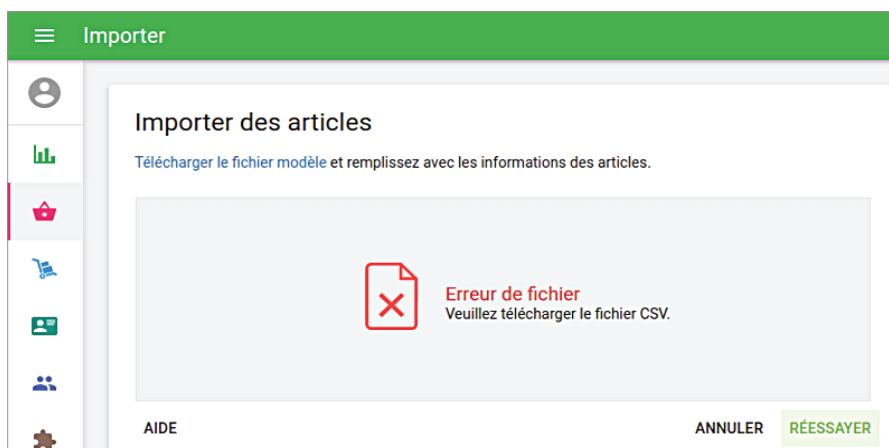 Importer
Importer des articles
Télécharger le fichier modèle et remplissez avec les informations des articles.
Erreur de fichier
Veuillez télécharger le fichier CSV.
AIDE
ANNULER
RÉESSAYER